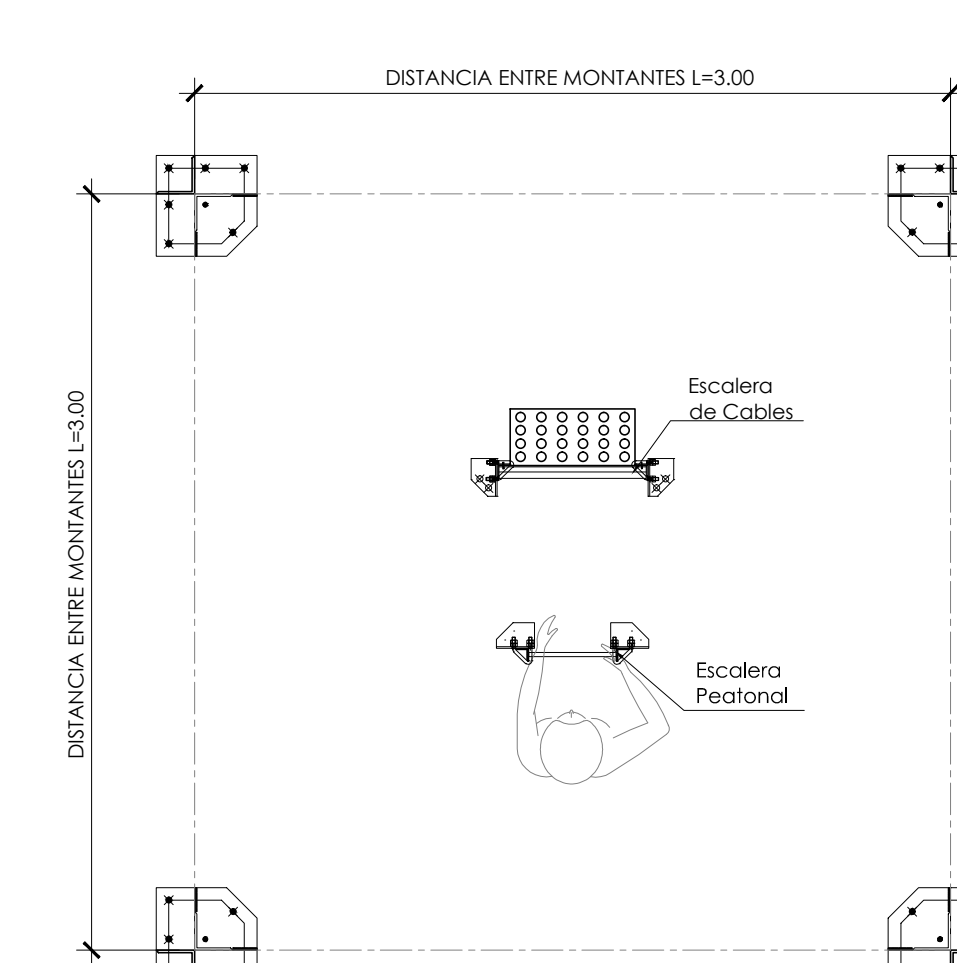 DISTANCIA ENTRE MONTANTES L=3.00
DISTANCIA ENTRE MONTANTES L=3.00
Escalera
de Cables
Escalera
Peatonal